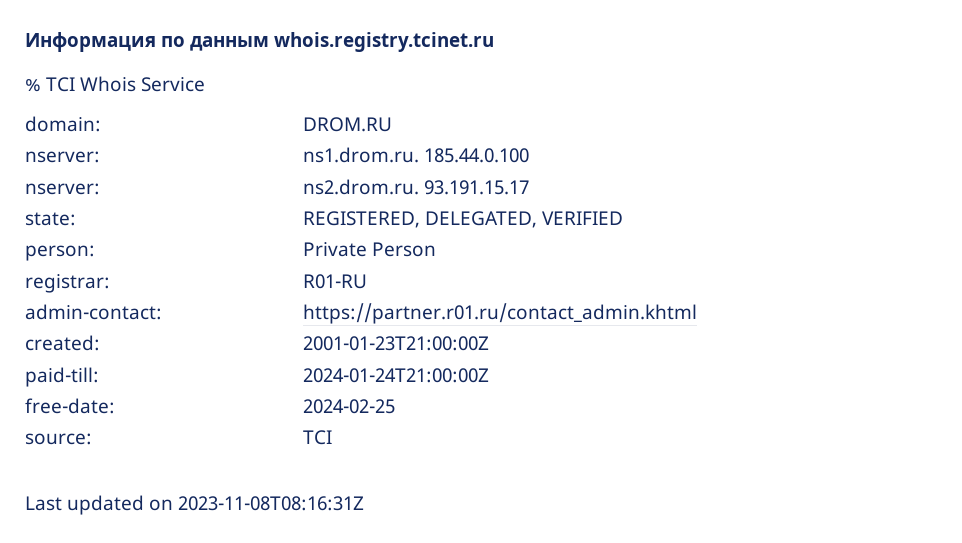 Информация по данным whois.registry.tcinet.ru
% TCI Whois Service
domain: DROM.RU
nserver: ns1.drom.ru. 185.44.0.100
nserver: ns2.drom.ru. 93.191.15.17
state: REGISTERED, DELEGATED, VERIFIED
person: Private Person
registrar: R01-RU
admin-contact: https://partner.r01.ru/contact_admin.khtml
created: 2001-01-23T21:00:00Z
paid-till: 2024-01-24T21:00:00Z
free-date: 2024-02-25
source: TCI
Last updated on 2023-11-08T08:16:31Z